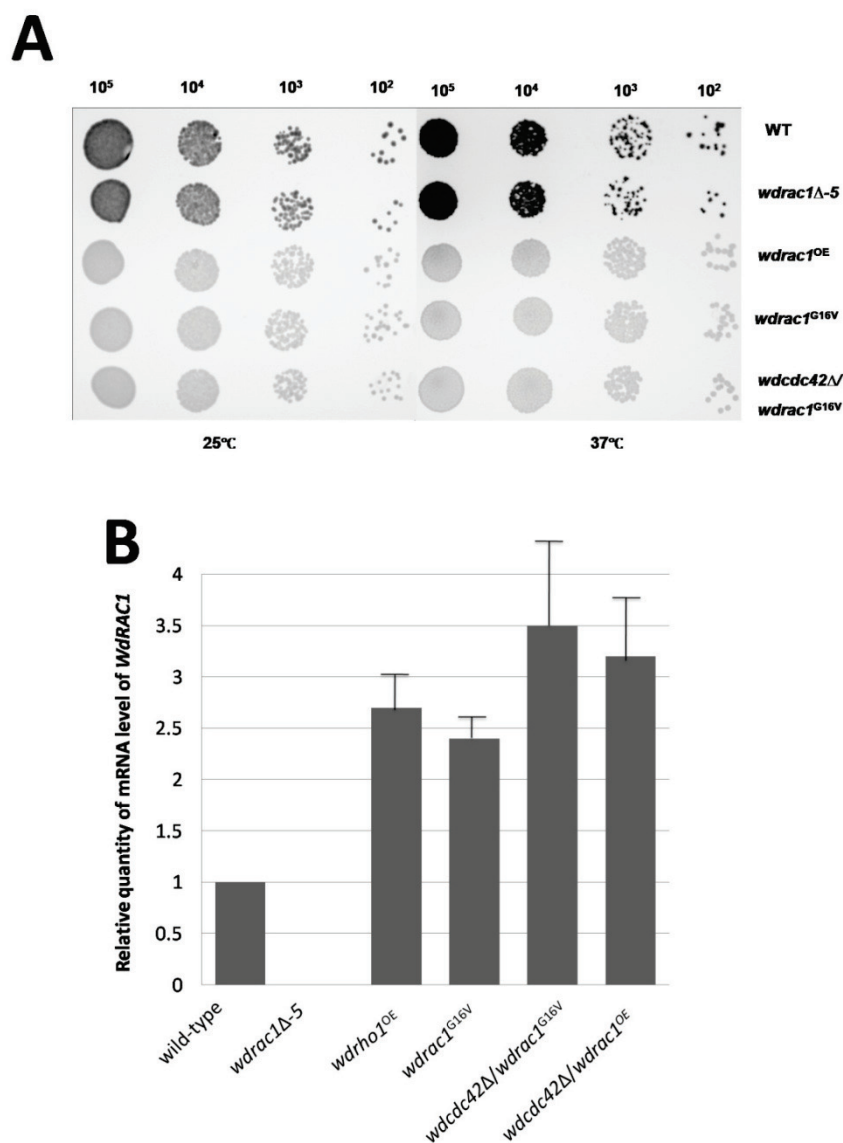 A
10⁵ 10⁴ 10³ 10² 10⁵ 10⁴ 10³ 10²
WT
wdrac1Δ-5
wdrac1ᴼᴱ
wdrac1ᴳ¹⁶ⱽ
wdcdc42Δ/
wdrac1ᴳ¹⁶ⱽ
25℃ 37℃
B
Relative quantity of mRNA level of WdRAC1
4
3.5
3
2.5
2
1.5
1
0.5
0
wild-type
wdrac1Δ-5
wdrho1ᴼᴱ
wdrac1ᴳ¹⁶ⱽ
wdcdc42Δ/wdrac1ᴳ¹⁶ⱽ
wdcdc42Δ/wdrac1ᴼᴱ